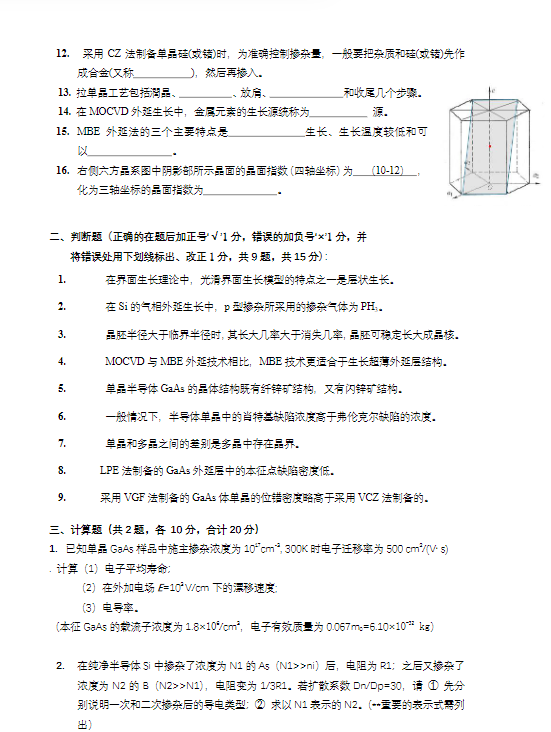 12. 采用 CZ 法制备单晶硅(或锗)时，为准确控制掺杂量，一般要把杂质和硅(或锗)先作
成合金(又称____________)，然后再掺入。
13. 拉单晶工艺包括潤晶、__________、放肩、______________和收尾几个步骤。
14. 在 MOCVD 外延生长中，金属元素的生长源统称为___________ 源。
15. MBE 外延法的三个主要特点是______________生长、生长温度较低和可
以________________。
16. 右侧六方晶系图中阴影部所示晶面的晶面指数 (四轴坐标) 为___(10-12)__，
化为三轴坐标的晶面指数为______________。
二、判断题（正确的在题后加正号‘√’1 分，错误的加负号‘×’1 分，并
将错误处用下划线标出、改正 1 分，共 9 题，共 15 分)：
1. 在界面生长理论中，光滑界面生长模型的特点之一是层状生长。
2. 在 Si 的气相外延生长中，p 型掺杂所采用的掺杂气体为 PH₃。
3. 晶胚半径大于临界半径时, 其长大几率大于消失几率, 晶胚可稳定长大成晶核。
4. MOCVD 与 MBE 外延技术相比，MBE 技术更适合于生长超薄外延层结构。
5. 单晶半导体 GaAs 的晶体结构既有纤锌矿结构，又有闪锌矿结构。
6. 一般情况下，半导体单晶中的肖特基缺陷浓度高于弗伦克尔缺陷的浓度。
7. 单晶和多晶之间的差别是多晶中存在晶界。
8. LPE 法制备的 GaAs 外延层中的本征点缺陷密度低。
9. 采用 VGF 法制备的 GaAs 体单晶的位错密度略高于采用 VCZ 法制备的。
三、计算题（共 2 题，各 10 分，合计 20 分）
1. 已知单晶 GaAs 样品中施主掺杂浓度为 10¹⁷cm⁻³, 300K 时电子迁移率为 500 cm²/(V· s)
. 计算（1）电子平均寿命;
（2）在外加电场 E=10³V/cm 下的漂移速度;
（3）电导率。
（本征 GaAs 的载流子浓度为 1.8×10⁶/cm³，电子有效质量为 0.067m₀=6.10×10⁻³² kg）
2. 在纯净半导体 Si 中掺杂了浓度为 N1 的 As（N1>>ni）后，电阻为 R1；之后又掺杂了
浓度为 N2 的 B（N2>>N1)，电阻变为 1/3R1。若扩散系数 Dn/Dp=30，请 ① 先分
别说明一次和二次掺杂后的导电类型；② 求以 N1 表示的 N2。(**重要的表示式需列
出）